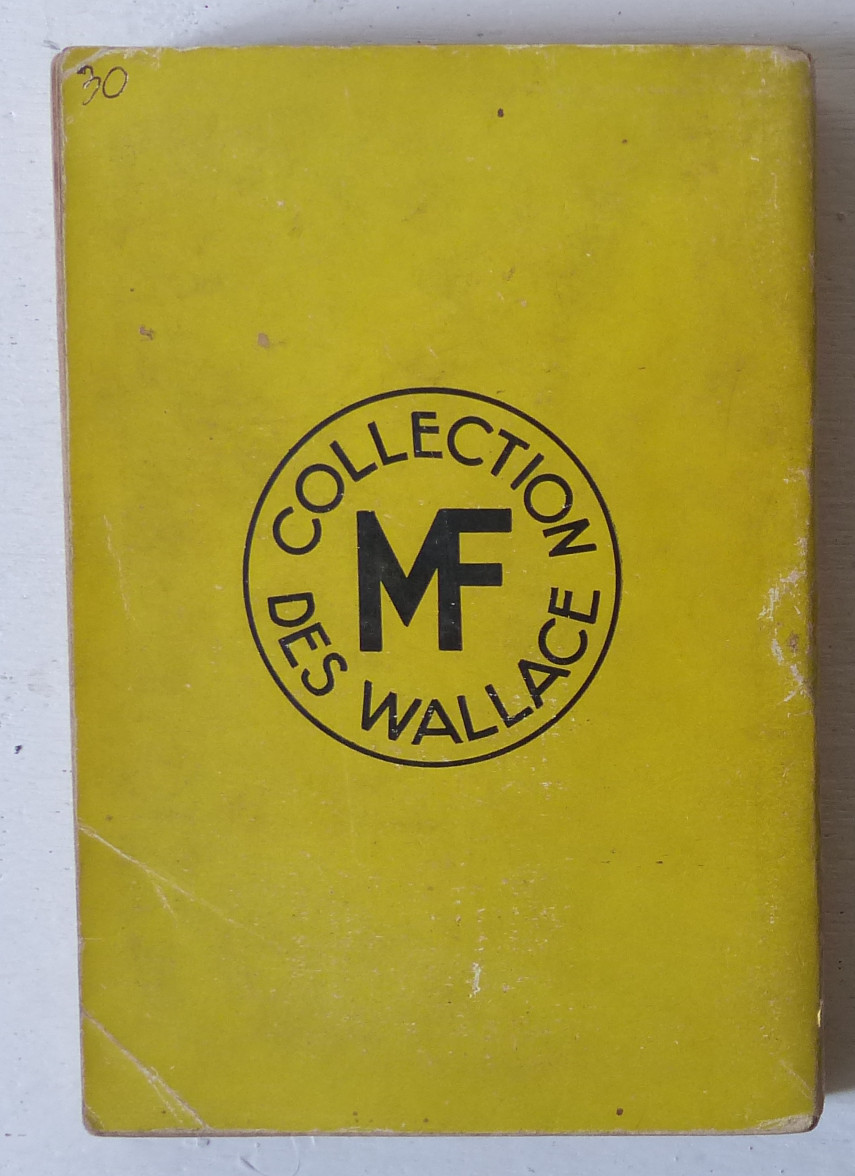 30
COLLECTION
MF
DES WALLACE